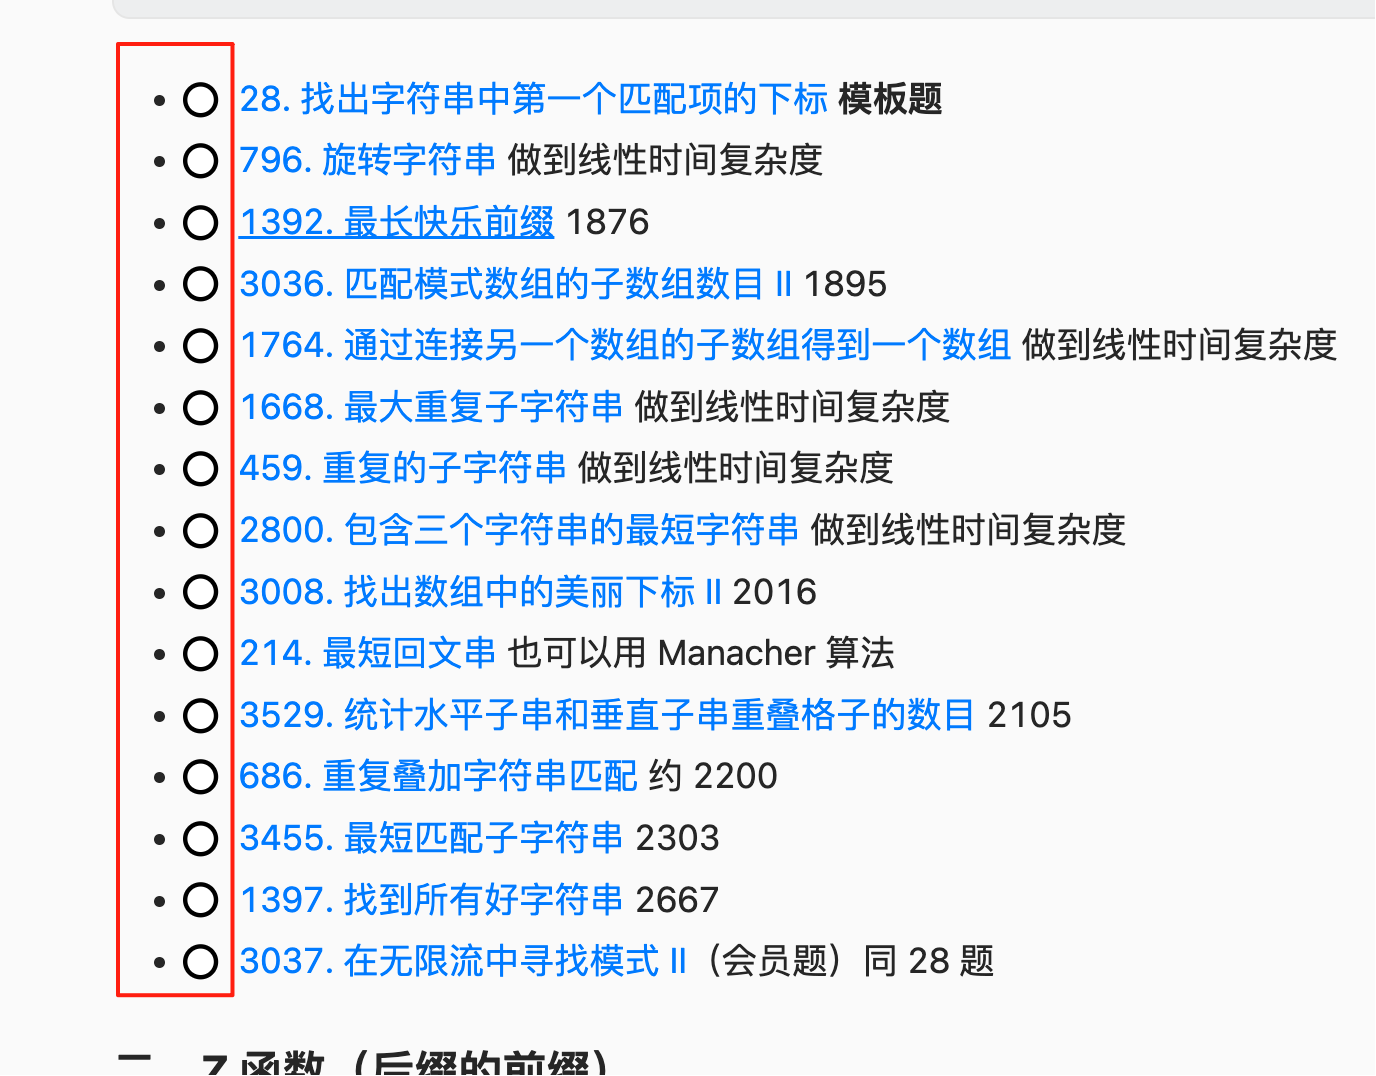 28. 找出字符串中第一个匹配项的下标 模板题
796. 旋转字符串 做到线性时间复杂度
1392. 最长快乐前缀 1876
3036. 匹配模式数组的子数组数目 II 1895
1764. 通过连接另一个数组的子数组得到一个数组 做到线性时间复杂度
1668. 最大重复子字符串 做到线性时间复杂度
459. 重复的子字符串 做到线性时间复杂度
2800. 包含三个字符串的最短字符串 做到线性时间复杂度
3008. 找出数组中的美丽下标 II 2016
214. 最短回文串 也可以用 Manacher 算法
3529. 统计水平子串和垂直子串重叠格子的数目 2105
686. 重复叠加字符串匹配 约 2200
3455. 最短匹配子字符串 2303
1397. 找到所有好字符串 2667
3037. 在无限流中寻找模式 II（会员题）同 28 题
Z 函数（后缀的前缀）